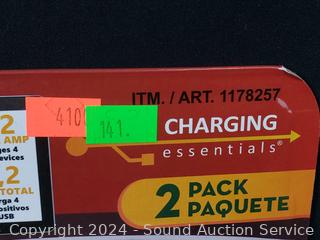 ITM. / ART. 1178257
410
141.
CHARGING
essentials®
2 PACK
PAQUETE
2
AMP
ges 4
evices
.2
TOTAL
rga 4
positivos
USB
Copyright 2024 - Sound Auction Service